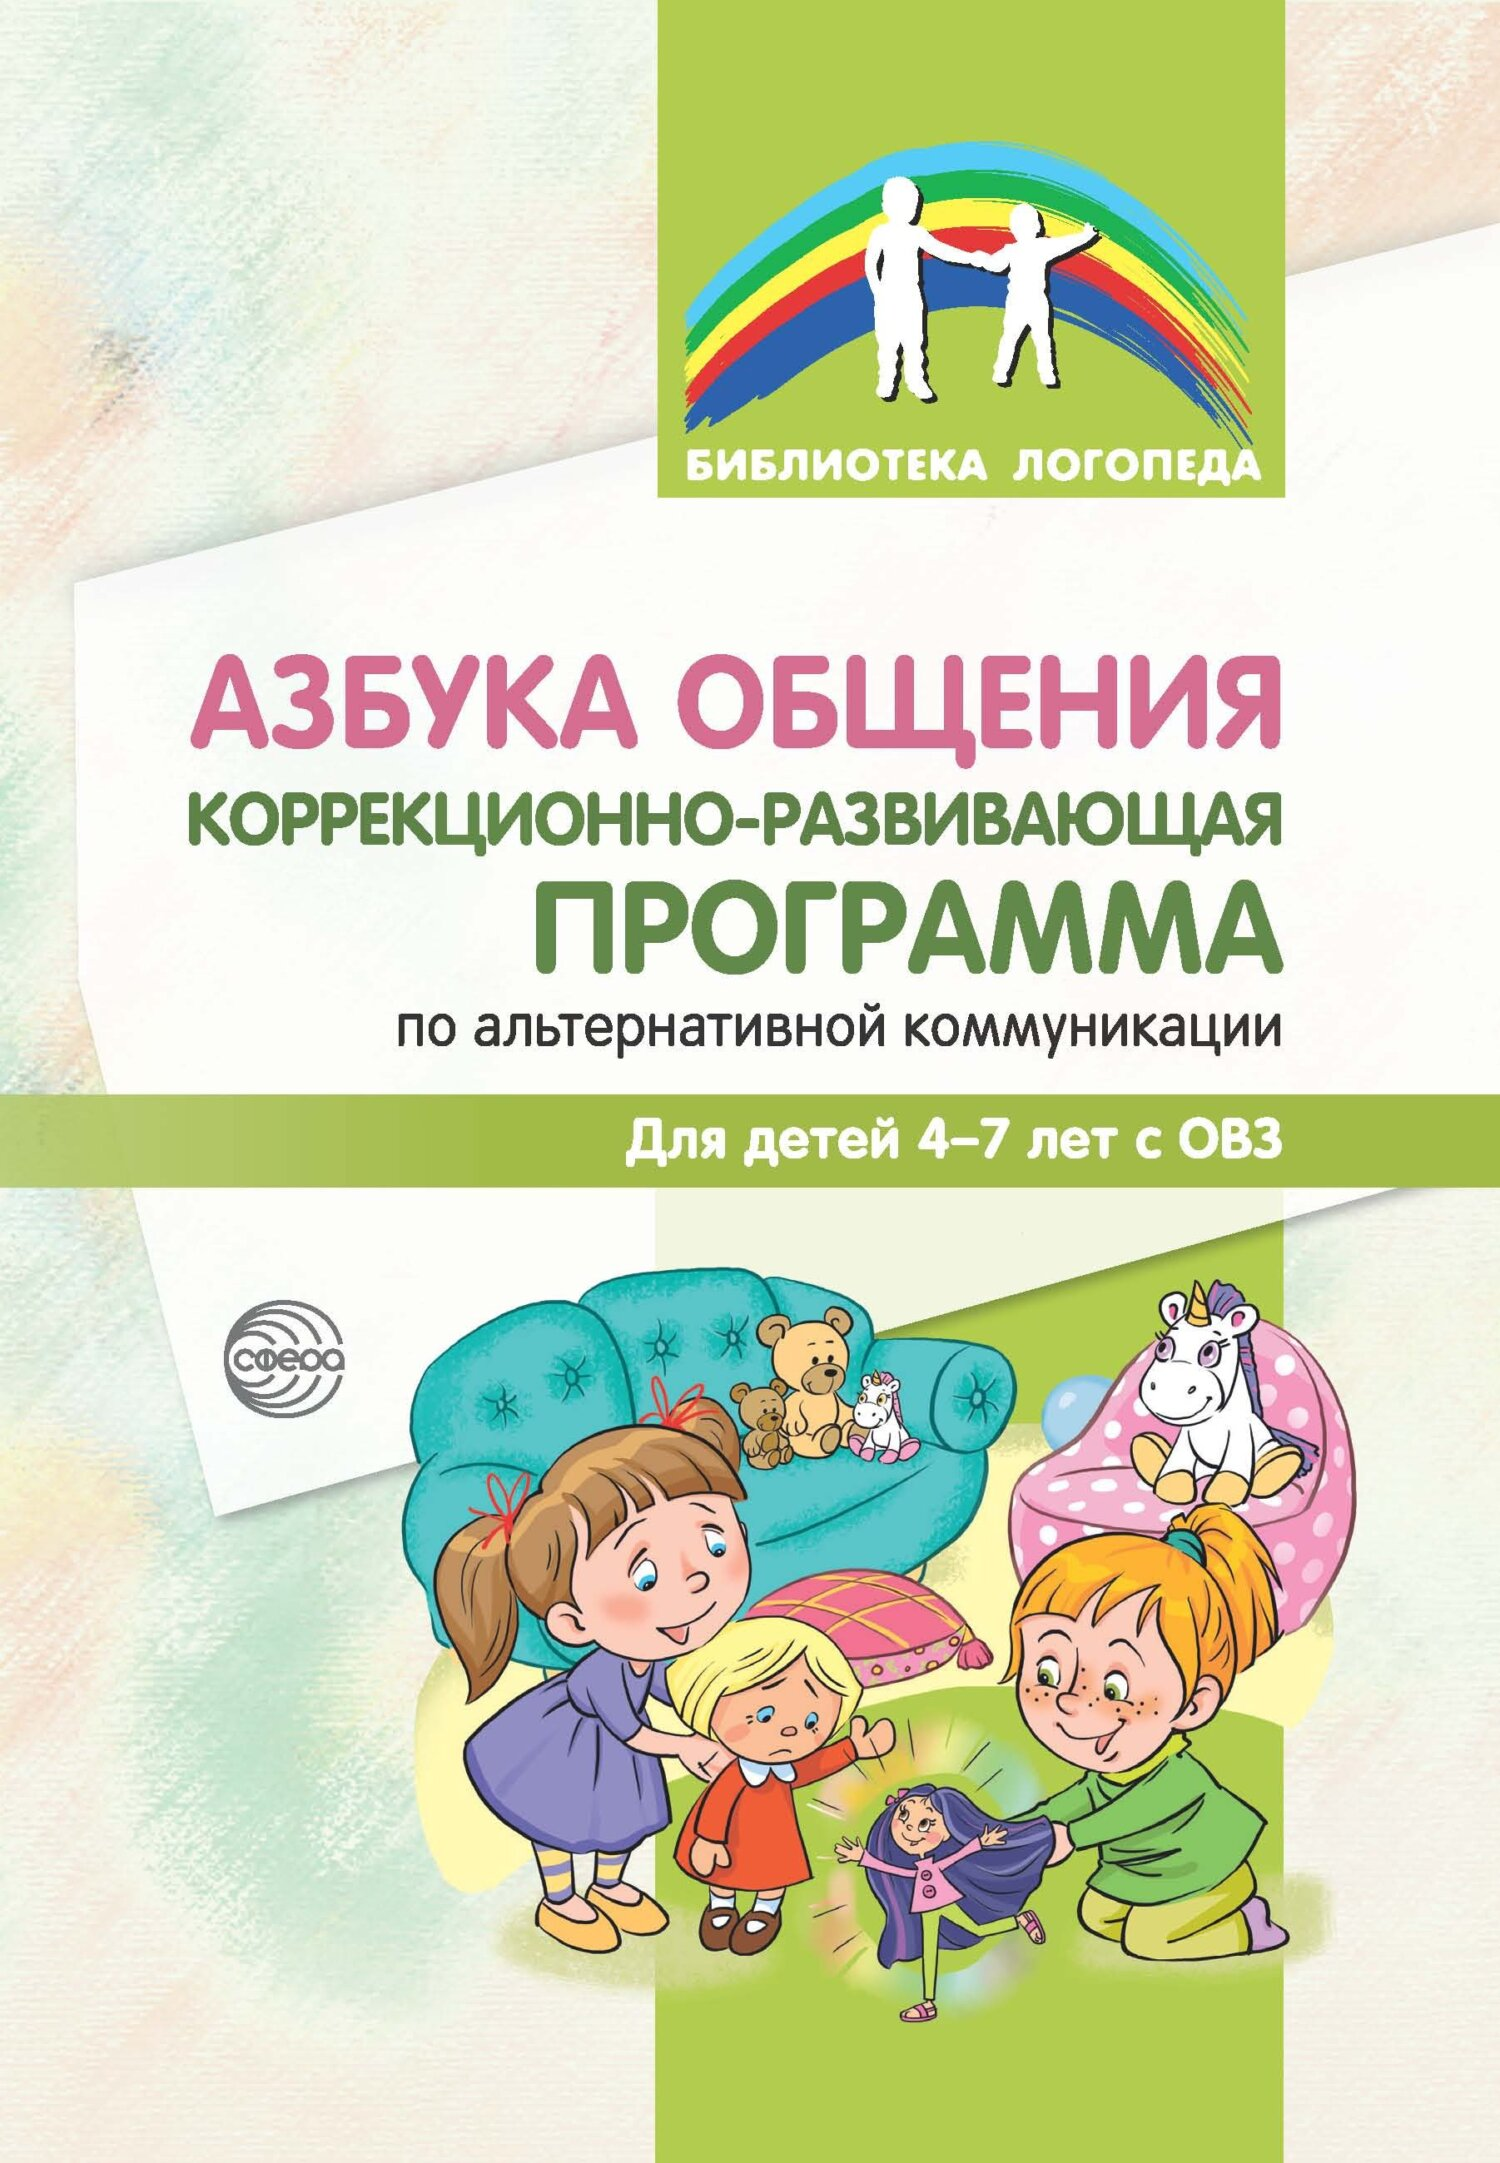 БИБЛИОТЕКА ЛОГОПЕДА
АЗБУКА ОБЩЕНИЯ
КОРРЕКЦИОННО-РАЗВИВАЮЩАЯ
ПРОГРАММА
по альтернативной коммуникации
Для детей 4–7 лет с ОВЗ
сфера